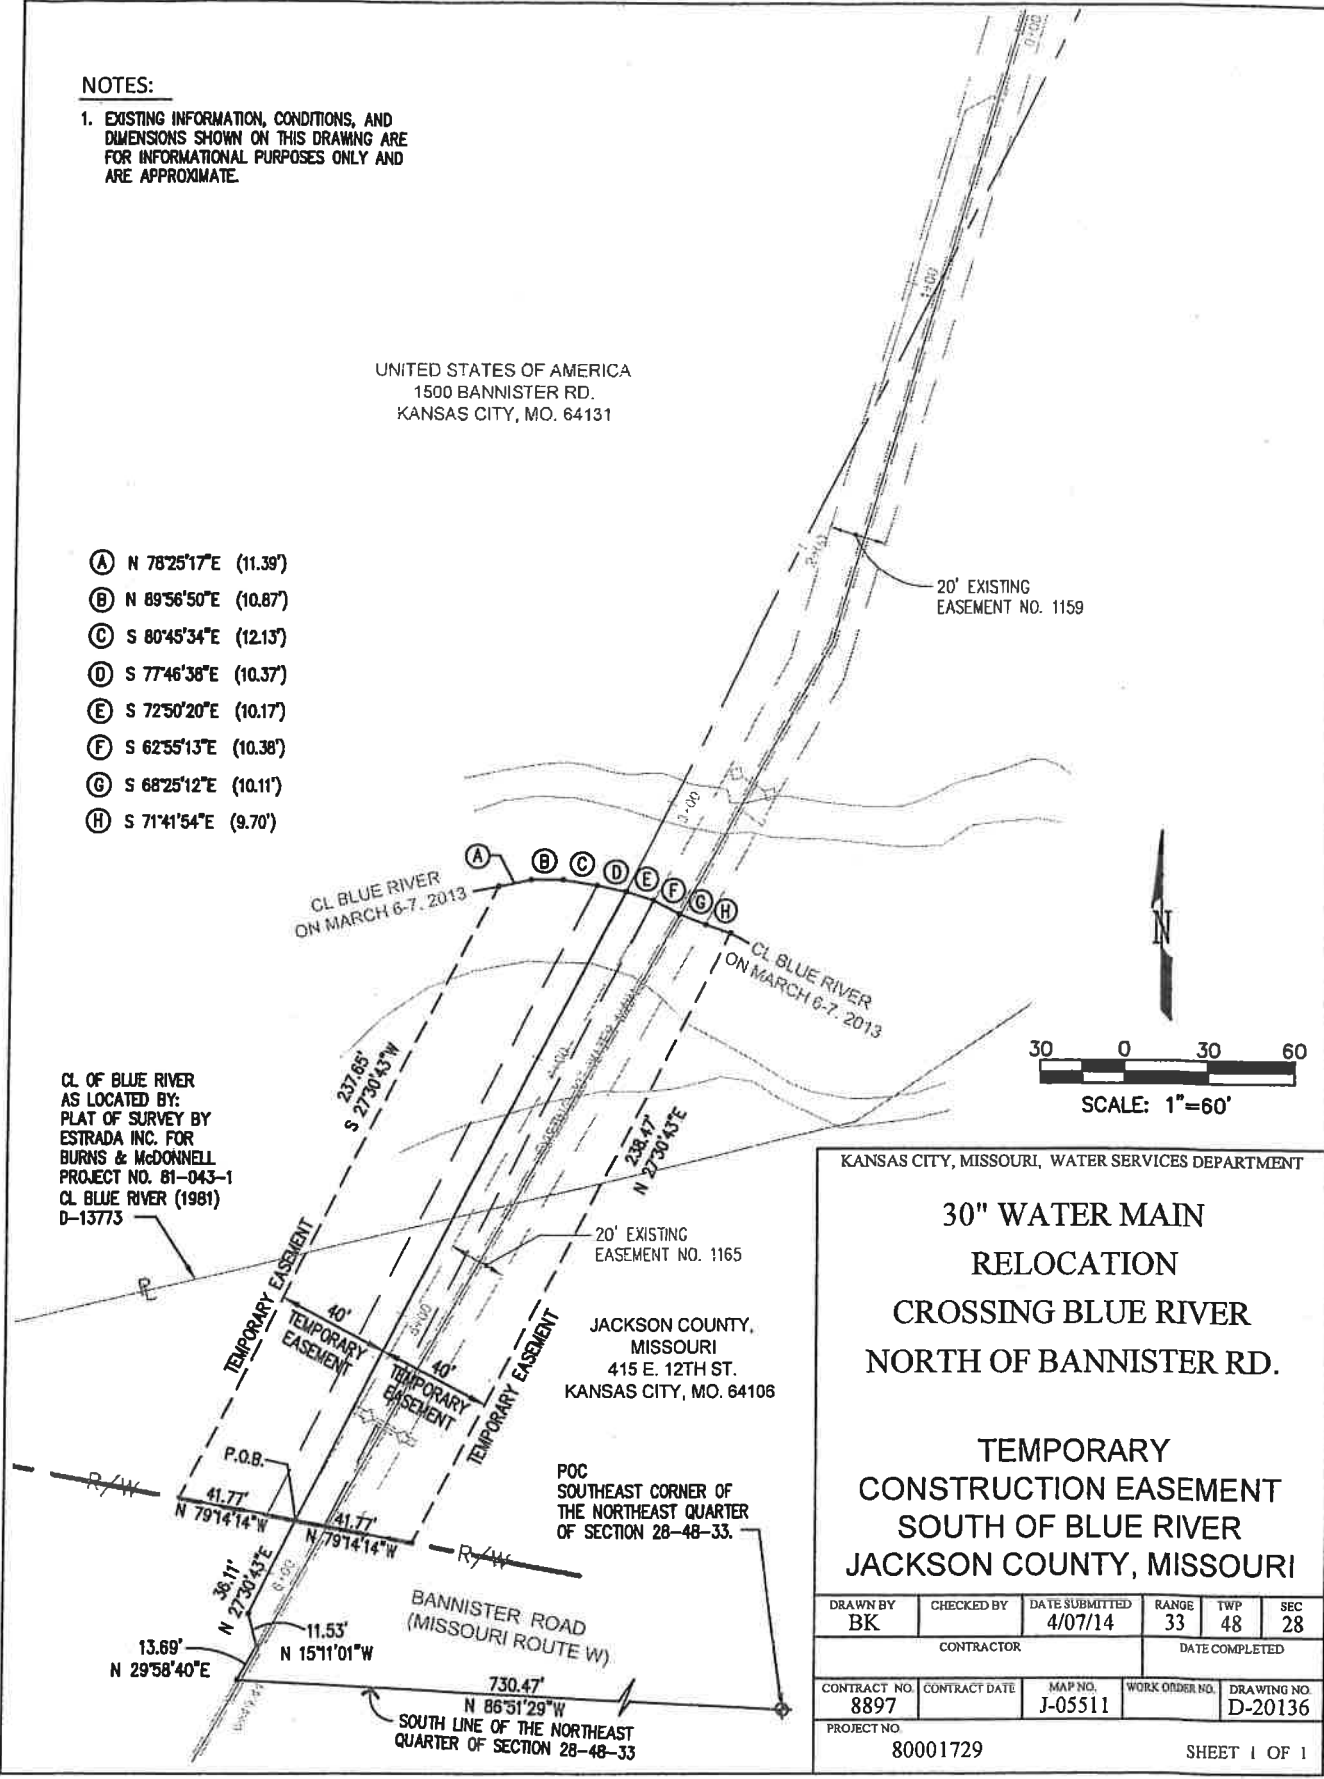 NOTES:
1. EXISTING INFORMATION, CONDITIONS, AND
DIMENSIONS SHOWN ON THIS DRAWING ARE
FOR INFORMATIONAL PURPOSES ONLY AND
ARE APPROXIMATE.
0+00
1+00
UNITED STATES OF AMERICA
1500 BANNISTER RD.
KANSAS CITY, MO. 64131
20' EXISTING
EASEMENT NO. 1159
A N 78°25'17"E (11.39')
B N 89°56'50"E (10.87')
C S 80°45'34"E (12.13')
D S 77°46'38"E (10.37')
E S 72°50'20"E (10.17')
F S 62°55'13"E (10.38')
G S 68°25'12"E (10.11')
H S 71°41'54"E (9.70')
3+00
A B C D E F G H
CL BLUE RIVER
ON MARCH 6-7, 2013
CL BLUE RIVER
ON MARCH 6-7, 2013
N
30 0 30 60
SCALE: 1"=60'
237.65'
S 27°30'43"W
4+00
238.47'
N 27°30'43"E
CL OF BLUE RIVER
AS LOCATED BY:
PLAT OF SURVEY BY
ESTRADA INC. FOR
BURNS & McDONNELL
PROJECT NO. 81-043-1
CL BLUE RIVER (1981)
D-13773
20' EXISTING
EASEMENT NO. 1165
TEMPORARY EASEMENT
40'
TEMPORARY
EASEMENT
5+00
40'
TEMPORARY
EASEMENT
TEMPORARY EASEMENT
JACKSON COUNTY,
MISSOURI
415 E. 12TH ST.
KANSAS CITY, MO. 64106
P.O.B.
R/W
41.77'
N 79°14'14"W
41.77'
N 79°14'14"W
R/W
POC
SOUTHEAST CORNER OF
THE NORTHEAST QUARTER
OF SECTION 28-48-33.
36.11'
N 27°30'43"E
6+00
BANNISTER ROAD
(MISSOURI ROUTE W)
11.53'
N 15°11'01"W
13.69'
N 29°58'40"E
730.47'
N 86°51'29"W
SOUTH LINE OF THE NORTHEAST
QUARTER OF SECTION 28-48-33
KANSAS CITY, MISSOURI, WATER SERVICES DEPARTMENT
30" WATER MAIN
RELOCATION
CROSSING BLUE RIVER
NORTH OF BANNISTER RD.
TEMPORARY
CONSTRUCTION EASEMENT
SOUTH OF BLUE RIVER
JACKSON COUNTY, MISSOURI
DRAWN BY CHECKED BY DATE SUBMITTED RANGE TWP SEC
BK 4/07/14 33 48 28
CONTRACTOR DATE COMPLETED
CONTRACT NO. CONTRACT DATE MAP NO. WORK ORDER NO. DRAWING NO.
8897 J-05511 D-20136
PROJECT NO.
80001729 SHEET 1 OF 1